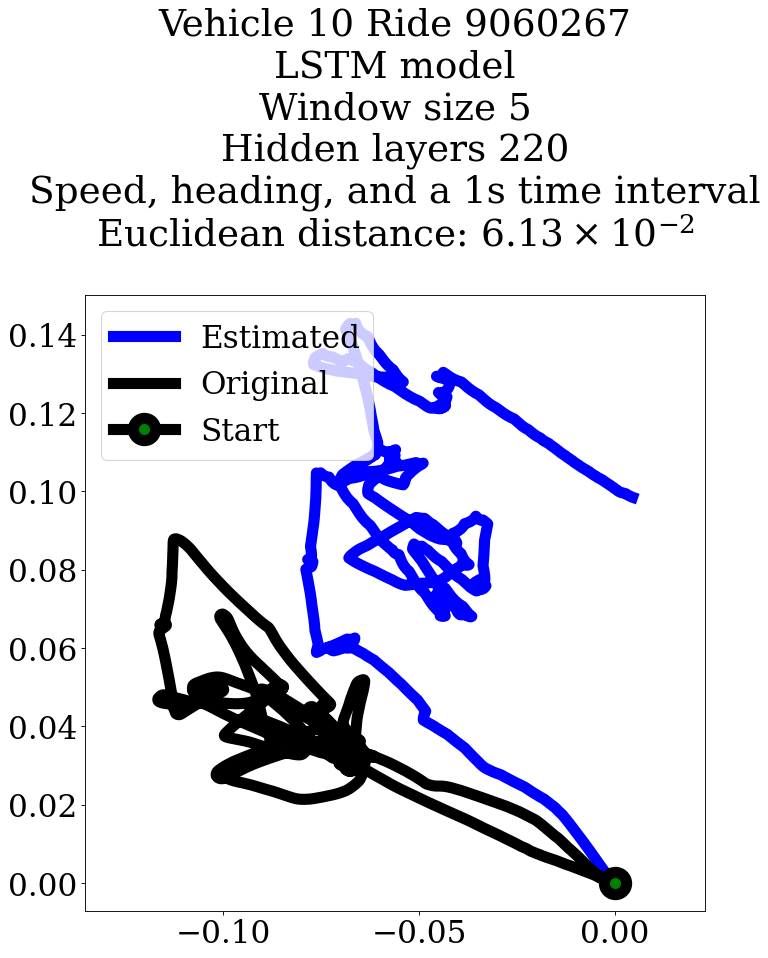 Vehicle 10 Ride 9060267
LSTM model
Window size 5
Hidden layers 220
Speed, heading, and a 1s time interval
Euclidean distance: 6.13 × 10⁻²
Estimated
Original
Start
0.14
0.12
0.10
0.08
0.06
0.04
0.02
0.00
−0.10 −0.05 0.00